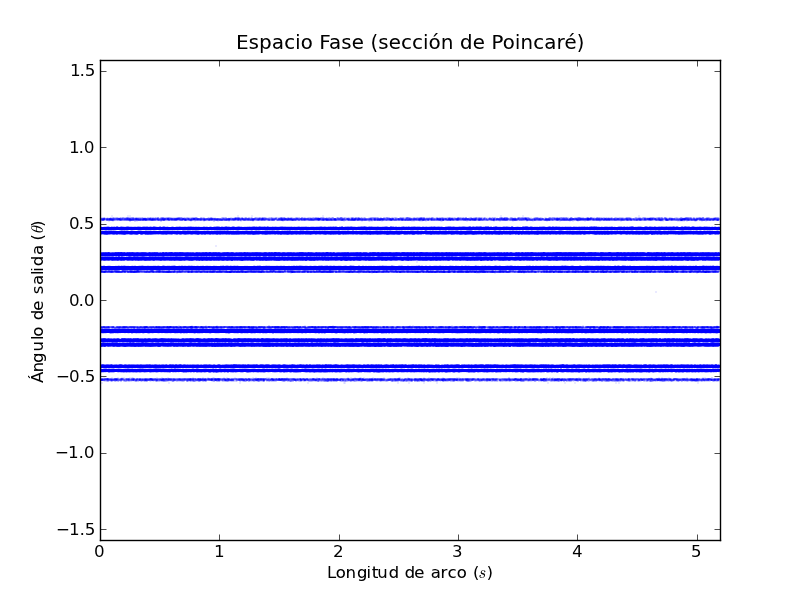 Espacio Fase (sección de Poincaré)
1.5
1.0
0.5
0.0
−0.5
−1.0
−1.5
Ángulo de salida (θ)
0 1 2 3 4 5
Longitud de arco (s)